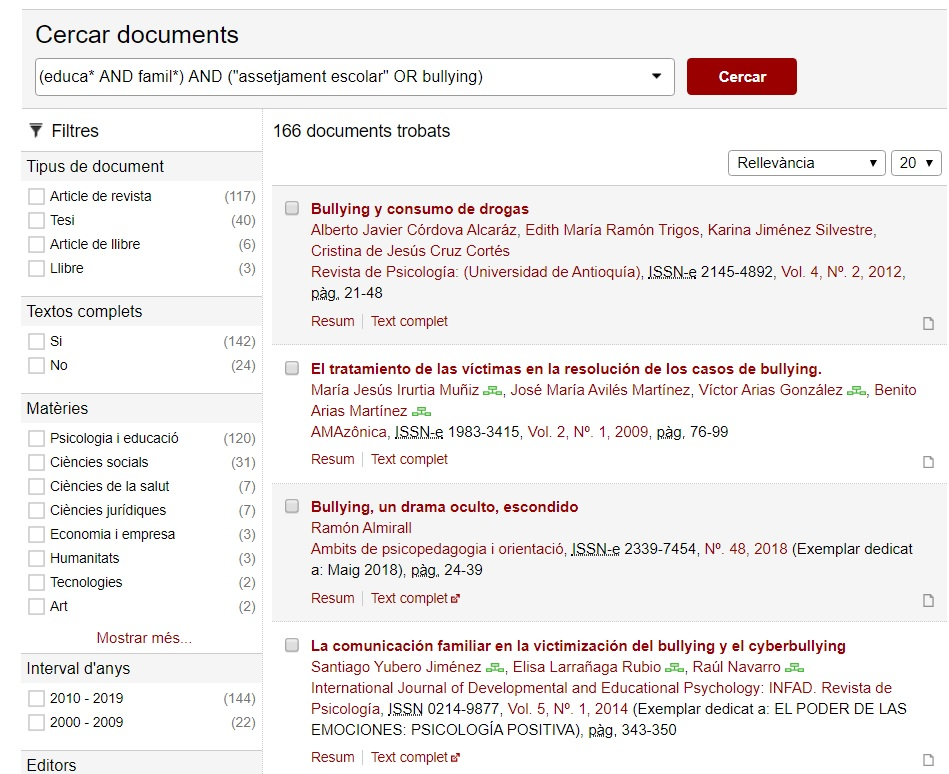 Cercar documents
(educa* AND famil*) AND ("assetjament escolar" OR bullying)
Cercar
Filtres
Tipus de document
Article de revista (117)
Tesi (40)
Article de llibre (6)
Llibre (3)
Textos complets
Si (142)
No (24)
Matèries
Psicologia i educació (120)
Ciències socials (31)
Ciències de la salut (7)
Ciències jurídiques (7)
Economia i empresa (3)
Humanitats (3)
Tecnologies (2)
Art (2)
Mostrar més...
Interval d'anys
2010 - 2019 (144)
2000 - 2009 (22)
Editors
166 documents trobats
Rellevància 20
Bullying y consumo de drogas
Alberto Javier Córdova Alcaráz, Edith María Ramón Trigos, Karina Jiménez Silvestre,
Cristina de Jesús Cruz Cortés
Revista de Psicología: (Universidad de Antioquía), ISSN-e 2145-4892, Vol. 4, Nº. 2, 2012,
pàg. 21-48
Resum Text complet
El tratamiento de las víctimas en la resolución de los casos de bullying.
María Jesús Irurtia Muñiz, José María Avilés Martínez, Víctor Arias González, Benito
Arias Martínez
AMAzônica, ISSN-e 1983-3415, Vol. 2, Nº. 1, 2009, pàg. 76-99
Resum Text complet
Bullying, un drama oculto, escondido
Ramón Almirall
Ambits de psicopedagogia i orientació, ISSN-e 2339-7454, Nº. 48, 2018 (Exemplar dedicat
a: Maig 2018), pàg. 24-39
Resum Text complet
La comunicación familiar en la victimización del bullying y el cyberbullying
Santiago Yubero Jiménez, Elisa Larrañaga Rubio, Raúl Navarro
International Journal of Developmental and Educational Psychology: INFAD. Revista de
Psicología, ISSN 0214-9877, Vol. 5, Nº. 1, 2014 (Exemplar dedicat a: EL PODER DE LAS
EMOCIONES: PSICOLOGÍA POSITIVA), pàg. 343-350
Resum Text complet